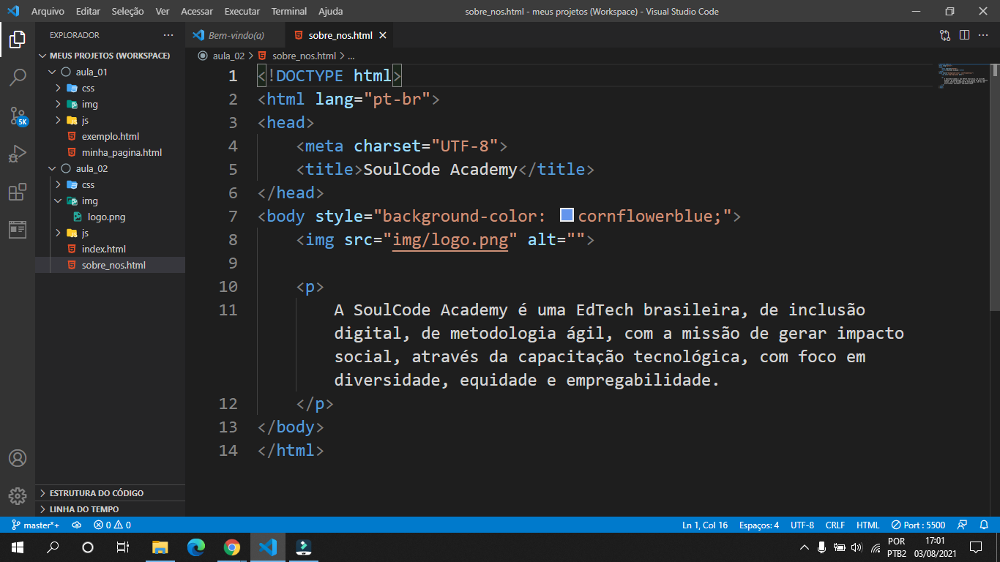 Arquivo Editar Seleção Ver Acessar Executar Terminal Ajuda sobre_nos.html - meus projetos (Workspace) - Visual Studio Code
EXPLORADOR
MEUS PROJETOS (WORKSPACE)
aula_01
css
img
js
exemplo.html
minha_pagina.html
aula_02
css
img
logo.png
js
index.html
sobre_nos.html
ESTRUTURA DO CÓDIGO
LINHA DO TEMPO
5K
Bem-vindo(a) sobre_nos.html
aula_02 > sobre_nos.html > ...
1 <!DOCTYPE html>
2 <html lang="pt-br">
3 <head>
4 <meta charset="UTF-8">
5 <title>SoulCode Academy</title>
6 </head>
7 <body style="background-color: cornflowerblue;">
8 <img src="img/logo.png" alt="">
9
10 <p>
11 A SoulCode Academy é uma EdTech brasileira, de inclusão
digital, de metodologia ágil, com a missão de gerar impacto
social, através da capacitação tecnológica, com foco em
diversidade, equidade e empregabilidade.
12 </p>
13 </body>
14 </html>
master*+ 0 0 Ln 1, Col 16 Espaços: 4 UTF-8 CRLF HTML Port : 5500
POR 17:01
PTB2 03/08/2021